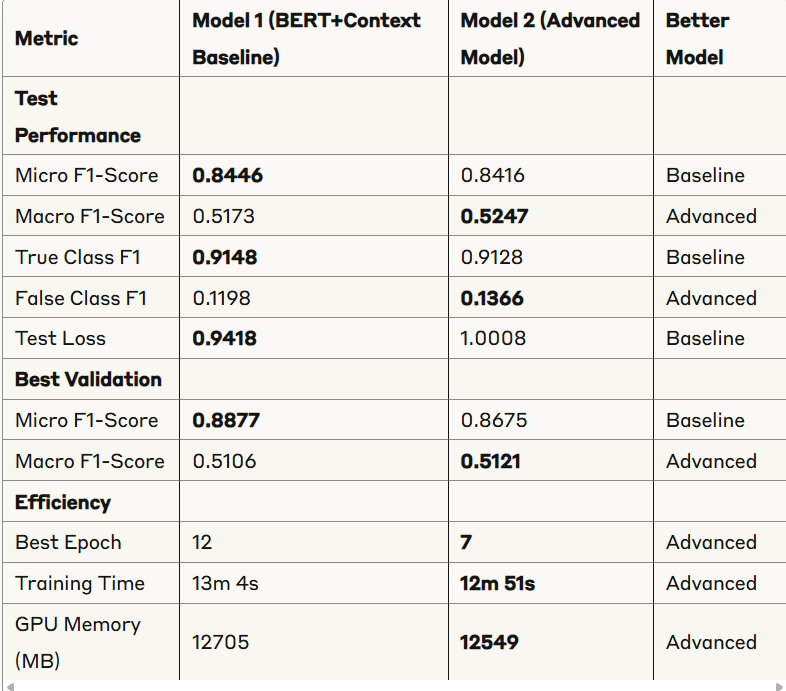 Metric Model 1 (BERT+Context Baseline) Model 2 (Advanced Model) Better Model
Test Performance
Micro F1-Score 0.8446 0.8416 Baseline
Macro F1-Score 0.5173 0.5247 Advanced
True Class F1 0.9148 0.9128 Baseline
False Class F1 0.1198 0.1366 Advanced
Test Loss 0.9418 1.0008 Baseline
Best Validation
Micro F1-Score 0.8877 0.8675 Baseline
Macro F1-Score 0.5106 0.5121 Advanced
Efficiency
Best Epoch 12 7 Advanced
Training Time 13m 4s 12m 51s Advanced
GPU Memory (MB) 12705 12549 Advanced